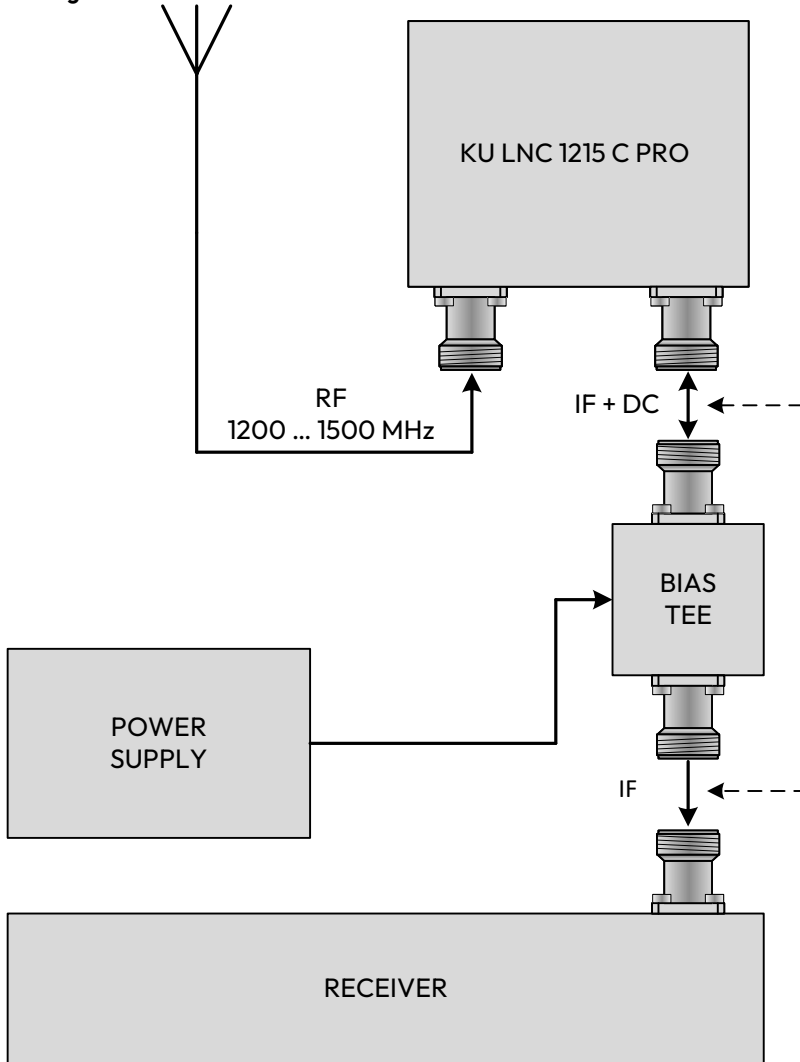 KU LNC 1215 C PRO
RF
1200 ... 1500 MHz
IF + DC
BIAS
TEE
POWER
SUPPLY
IF
RECEIVER